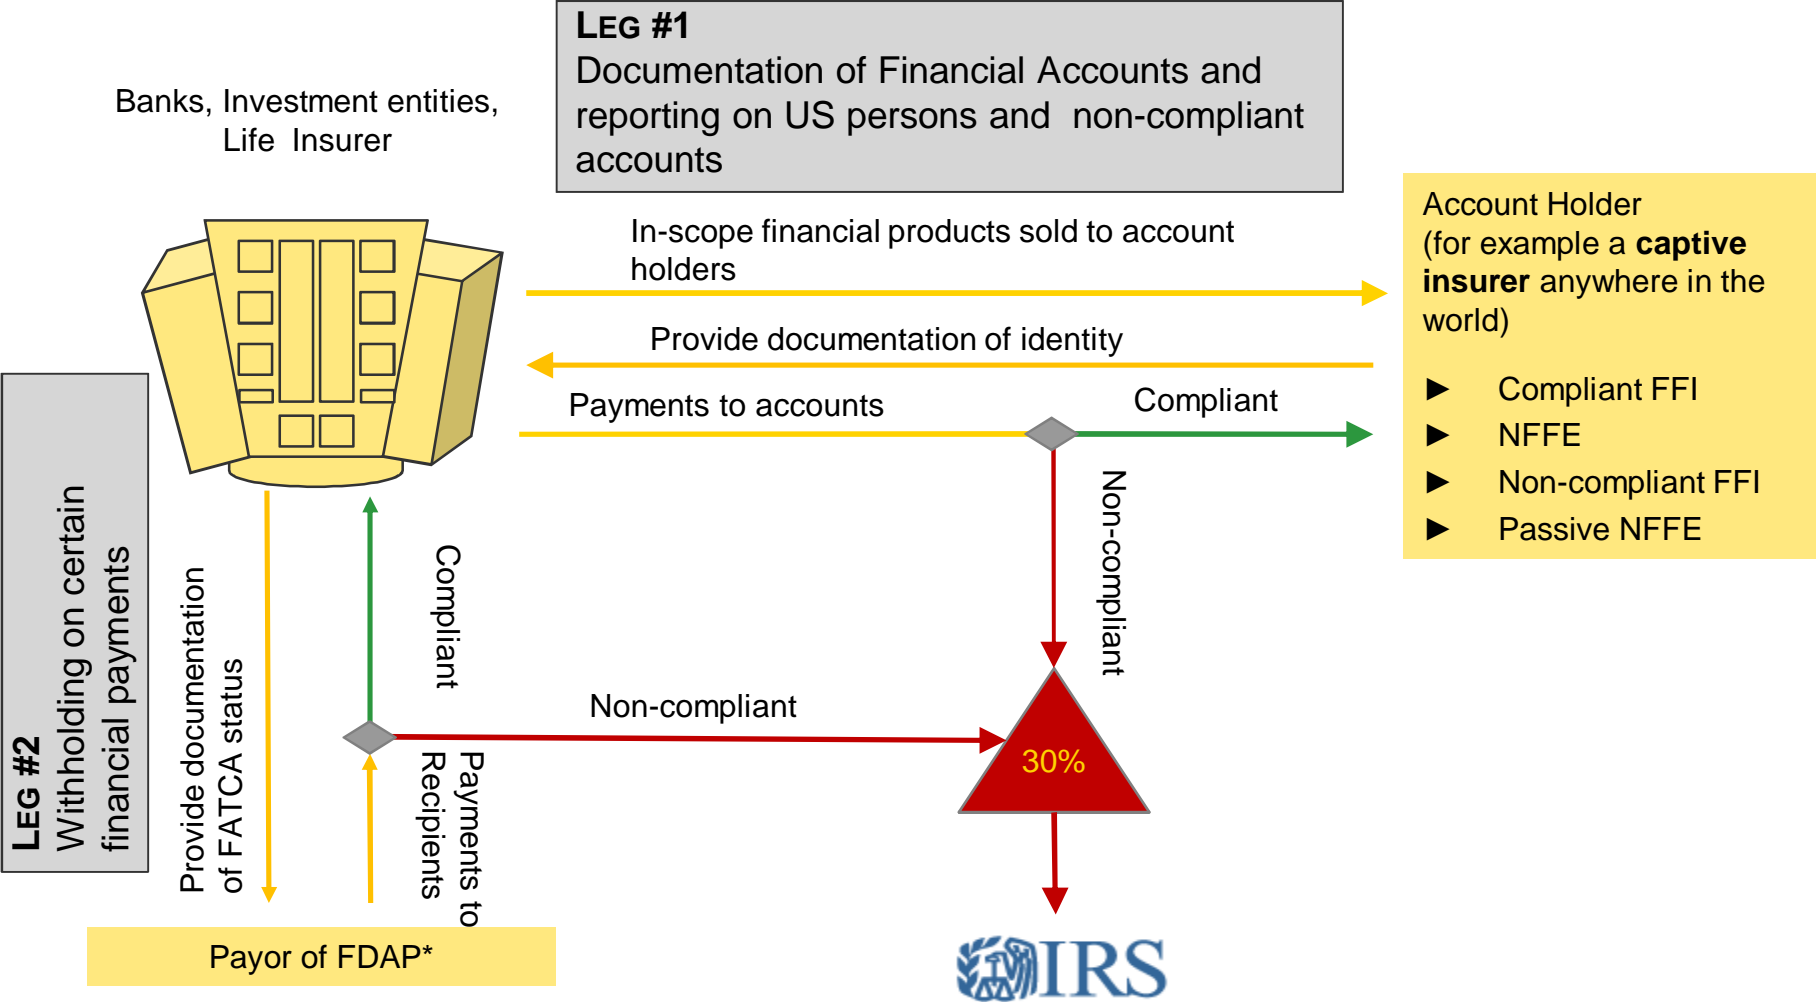 LEG #1
Documentation of Financial Accounts and
reporting on US persons and non-compliant
accounts
Banks, Investment entities,
Life Insurer
In-scope financial products sold to account
holders
Provide documentation of identity
Payments to accounts
Compliant
Account Holder
(for example a captive
insurer anywhere in the
world)
► Compliant FFI
► NFFE
► Non-compliant FFI
► Passive NFFE
Non-compliant
LEG #2
Withholding on certain
financial payments
Provide documentation
of FATCA status
Compliant
Payments to
Recipients
Non-compliant
30%
Payor of FDAP*
IRS